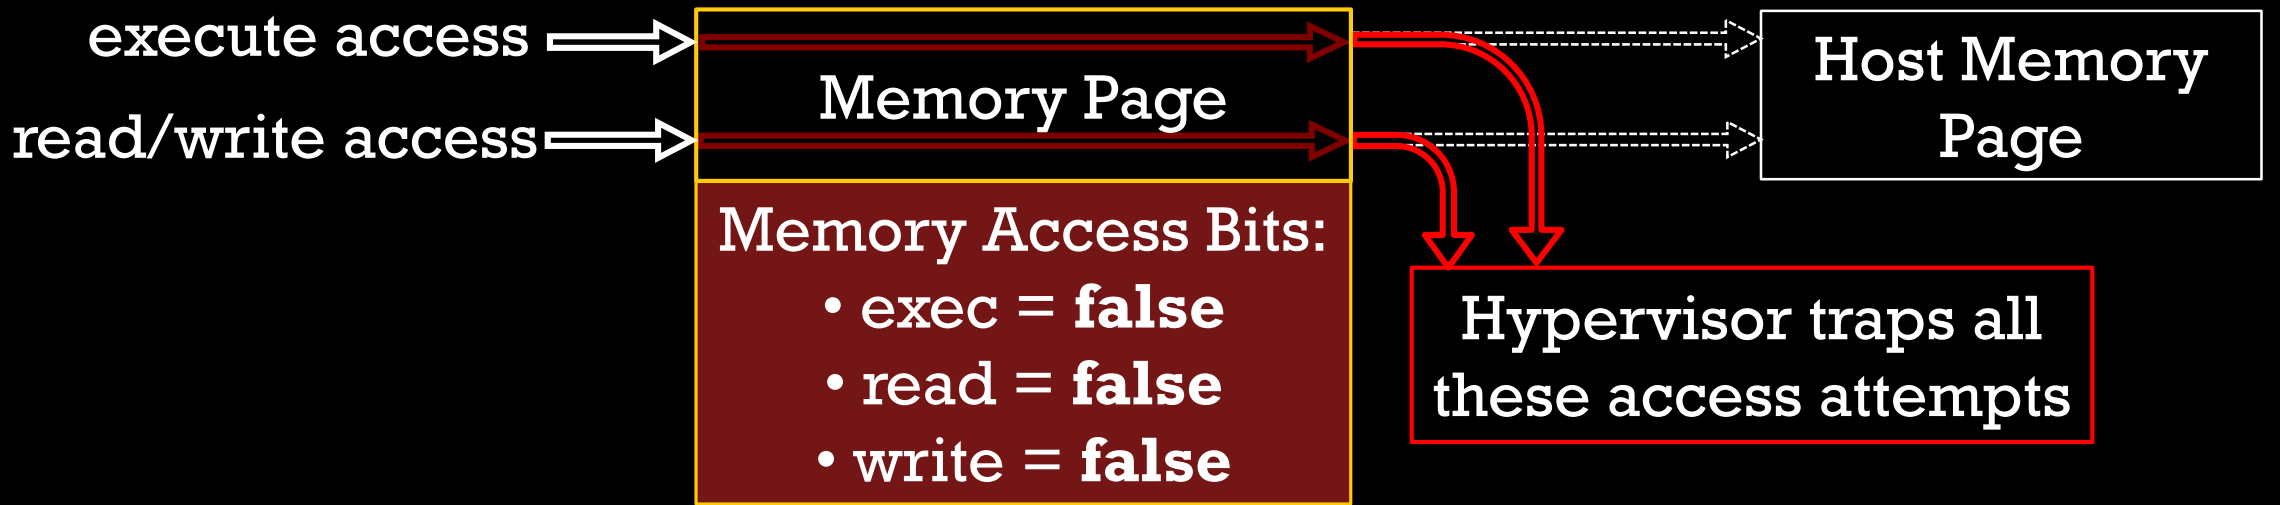 execute access
read/write access
Memory Page
Memory Access Bits:
• exec = false
• read = false
• write = false
Host Memory
Page
Hypervisor traps all
these access attempts